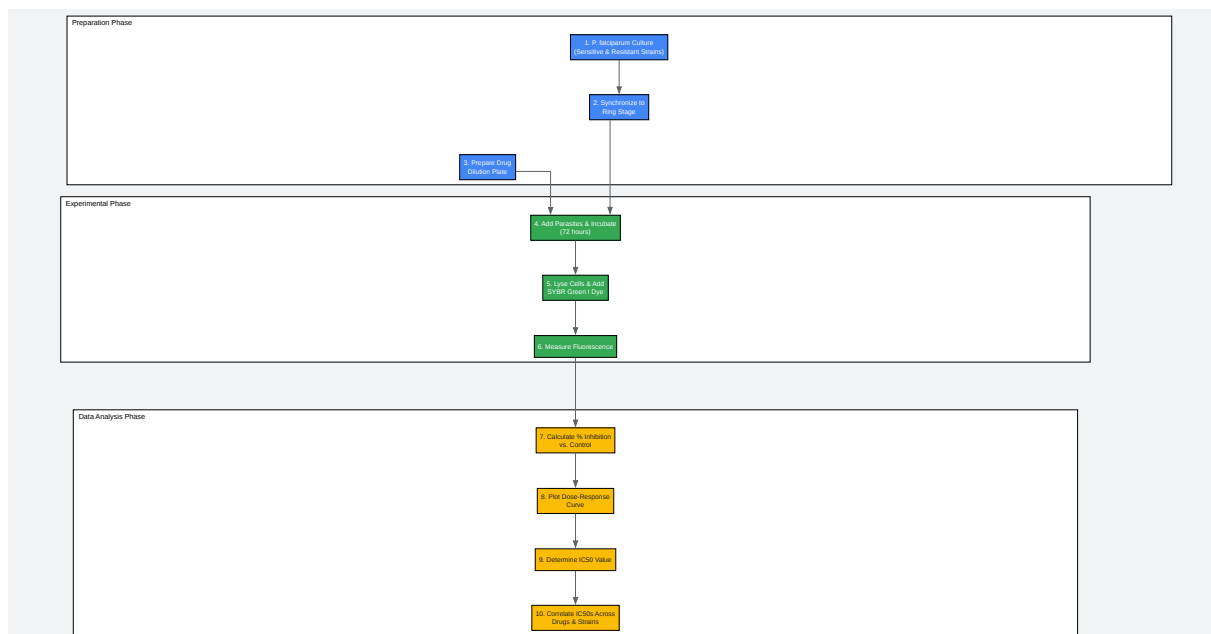 Preparation Phase
1. P. falciparum Culture
(Sensitive & Resistant Strains)
2. Synchronize to
Ring Stage
3. Prepare Drug
Dilution Plate
Experimental Phase
4. Add Parasites & Incubate
(72 hours)
5. Lyse Cells & Add
SYBR Green I Dye
6. Measure Fluorescence
Data Analysis Phase
7. Calculate % Inhibition
vs. Control
8. Plot Dose-Response
Curve
9. Determine IC50 Value
10. Correlate IC50s Across
Drugs & Strains